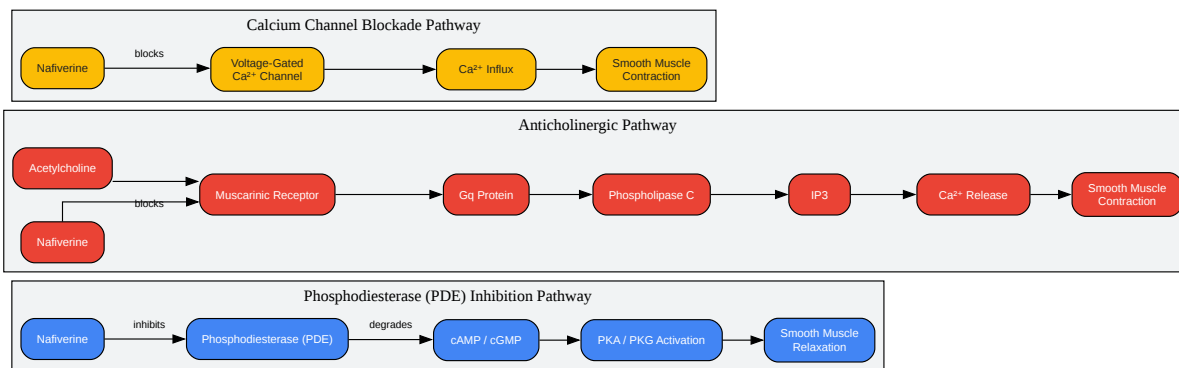 Calcium Channel Blockade Pathway
Nafiverine
blocks
Voltage-Gated
Ca²⁺ Channel
Ca²⁺ Influx
Smooth Muscle
Contraction
Anticholinergic Pathway
Acetylcholine
Nafiverine
blocks
Muscarinic Receptor
Gq Protein
Phospholipase C
IP3
Ca²⁺ Release
Smooth Muscle
Contraction
Phosphodiesterase (PDE) Inhibition Pathway
Nafiverine
inhibits
Phosphodiesterase (PDE)
degrades
cAMP / cGMP
PKA / PKG Activation
Smooth Muscle
Relaxation